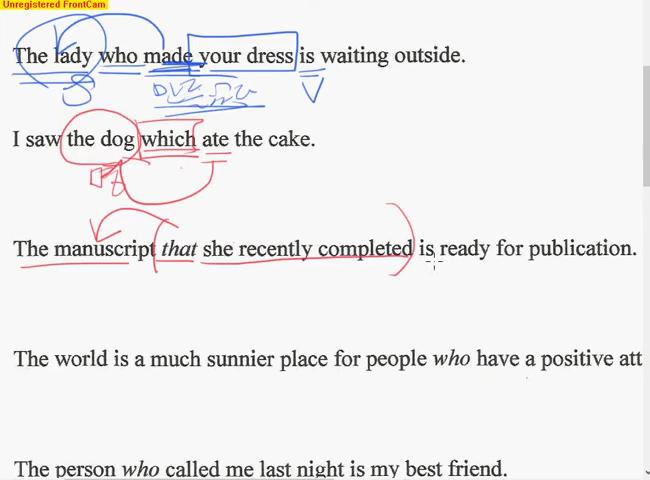 Unregistered FrontCam
The lady who made your dress is waiting outside.
S
V
I saw the dog which ate the cake.
The manuscript that she recently completed is ready for publication.
The world is a much sunnier place for people who have a positive att
The person who called me last night is my best friend.